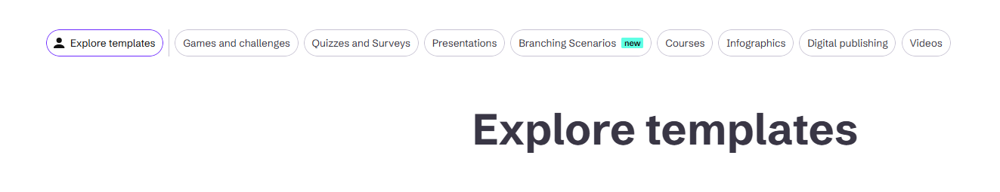 Explore templates Games and challenges Quizzes and Surveys Presentations Branching Scenarios new Courses Infographics Digital publishing Videos
Explore templates